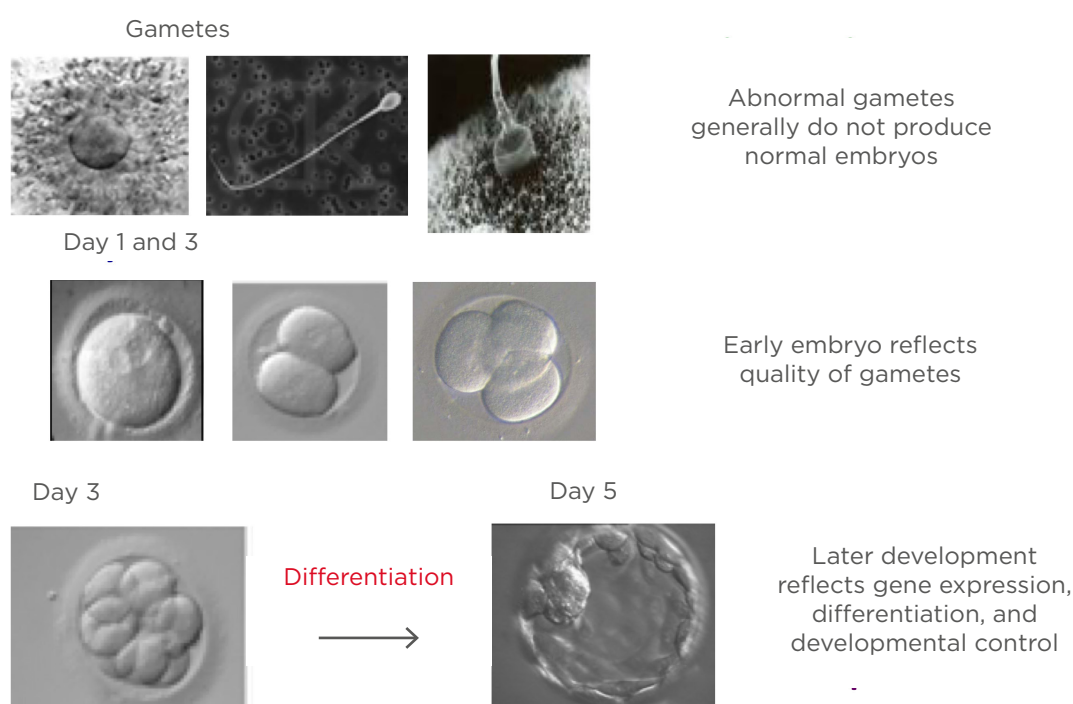 Gametes
Abnormal gametes
generally do not produce
normal embryos
Day 1 and 3
Early embryo reflects
quality of gametes
Day 3
Day 5
Differentiation
Later development
reflects gene expression,
differentiation, and
developmental control